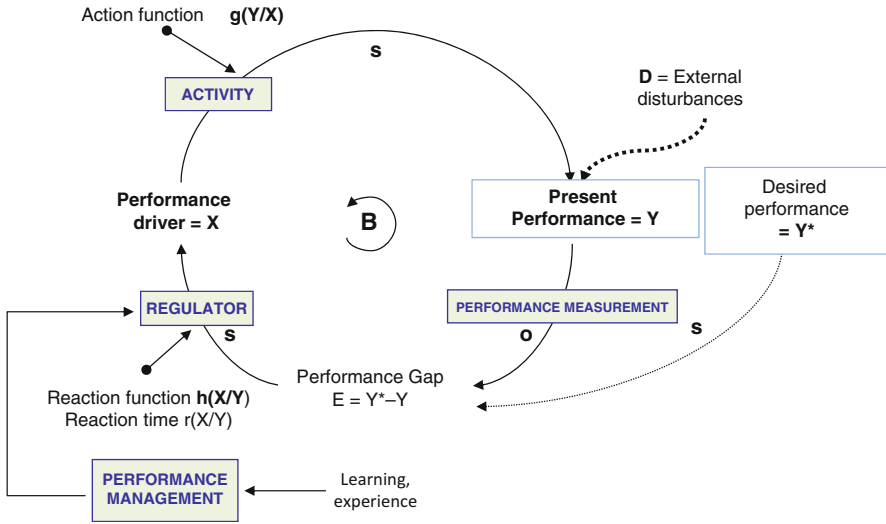 Action function g(Y/X)
s
ACTIVITY
D = External
disturbances
Performance
driver = X
B
Present
Performance = Y
Desired
performance
= Y*
REGULATOR
s
PERFORMANCE MEASUREMENT
o
s
Reaction function h(X/Y)
Reaction time r(X/Y)
Performance Gap
E = Y*–Y
PERFORMANCE
MANAGEMENT
Learning,
experience